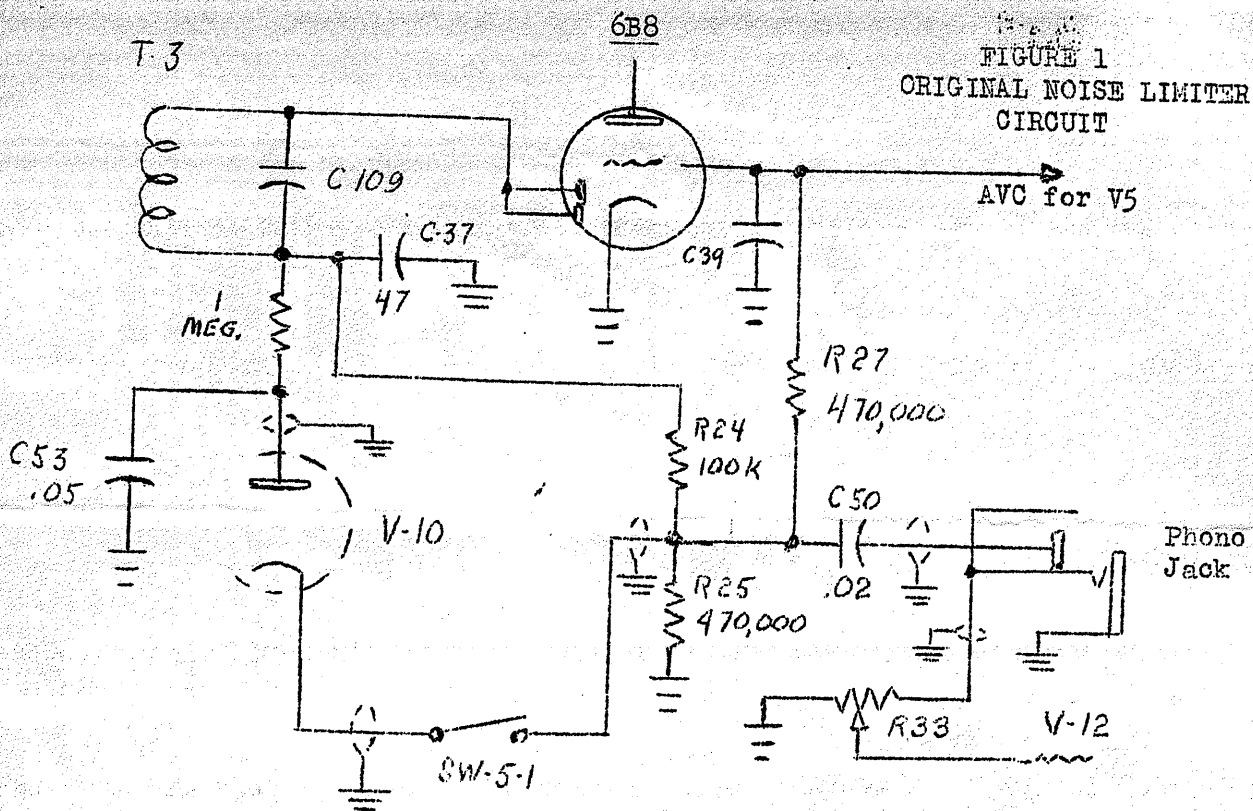 6B8
FIGURE 1
ORIGINAL NOISE LIMITER
CIRCUIT
T-3
C 109
C-37
47
C39
AVC for V5
1
MEG.
R27
470,000
R24
100K
C53
.05
V-10
C50
.02
Phono
Jack
R25
470,000
R33
V-12
SW-5-1